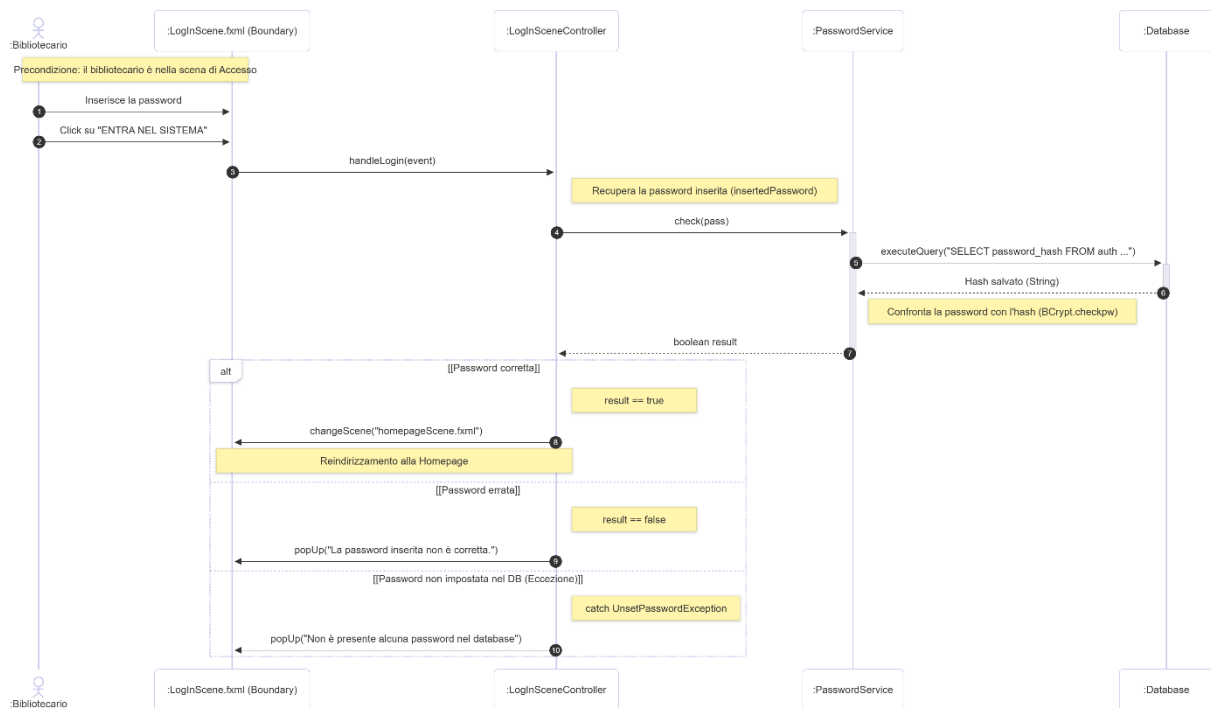 :Bibliotecario
:LogInScene.fxml (Boundary)
:LogInSceneController
:PasswordService
:Database
Precondizione: il bibliotecario è nella scena di Accesso
Inserisce la password
1
Click su "ENTRA NEL SISTEMA"
2
handleLogin(event)
3
Recupera la password inserita (insertedPassword)
check(pass)
4
executeQuery("SELECT password_hash FROM auth ...")
5
Hash salvato (String)
6
Confronta la password con l'hash (BCrypt.checkpw)
boolean result
7
alt
[[Password corretta]]
result == true
changeScene("homepageScene.fxml")
8
Reindirizzamento alla Homepage
[[Password errata]]
result == false
popUp("La password inserita non è corretta.")
9
[[Password non impostata nel DB (Eccezione)]]
catch UnsetPasswordException
popUp("Non è presente alcuna password nel database")
10
:Bibliotecario
:LogInScene.fxml (Boundary)
:LogInSceneController
:PasswordService
:Database